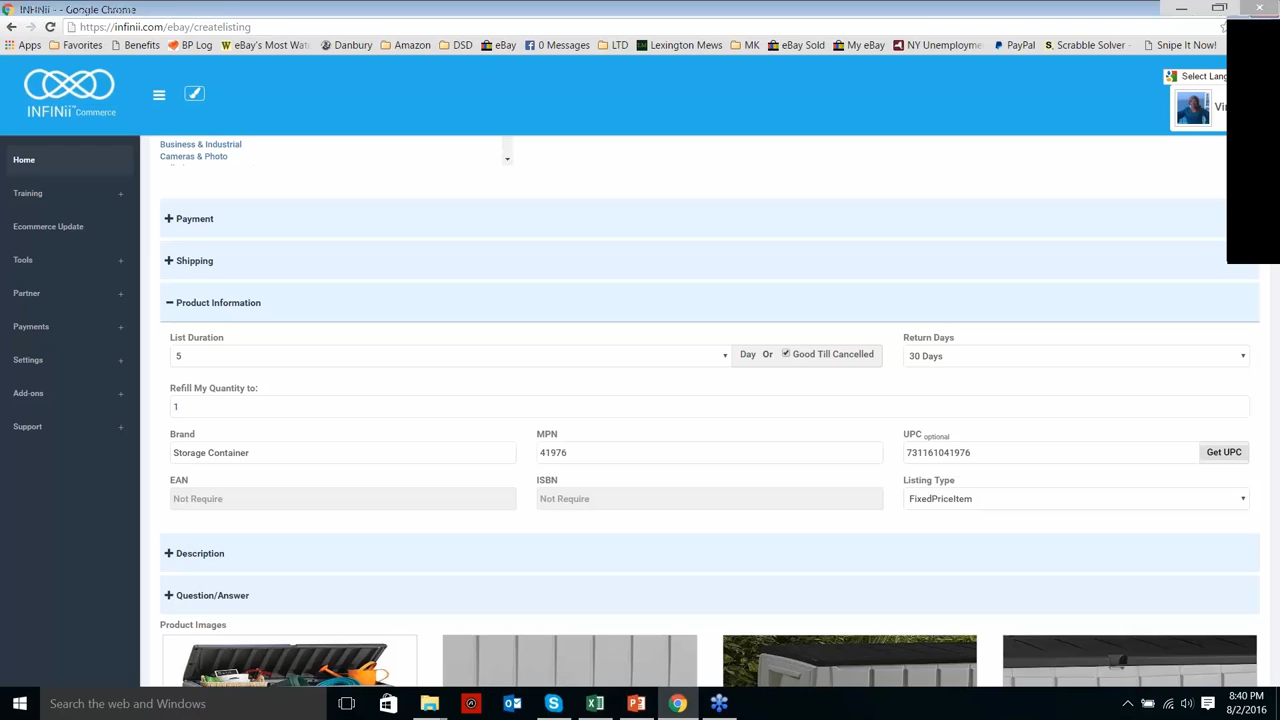 INFINii - Google Chrome
https://infinii.com/ebay/createlisting
Apps Favorites Benefits BP Log eBay's Most Wat Danbury Amazon DSD eBay 0 Messages LTD Lexington Mews MK eBay Sold My eBay NY Unemployme PayPal Scrabble Solver - Snipe It Now!
INFINii™Commerce
Select Lang
Vi
Home
Training +
Ecommerce Update
Tools +
Partner +
Payments +
Settings +
Add-ons +
Support +
Business & Industrial
Cameras & Photo
Payment
Shipping
Product Information
List Duration
5
Day Or Good Till Cancelled
Return Days
30 Days
Refill My Quantity to:
1
Brand
Storage Container
MPN
41976
UPC optional
731161041976
Get UPC
EAN
Not Require
ISBN
Not Require
Listing Type
FixedPriceItem
Description
Question/Answer
Product Images
Search the web and Windows
8:40 PM
8/2/2016